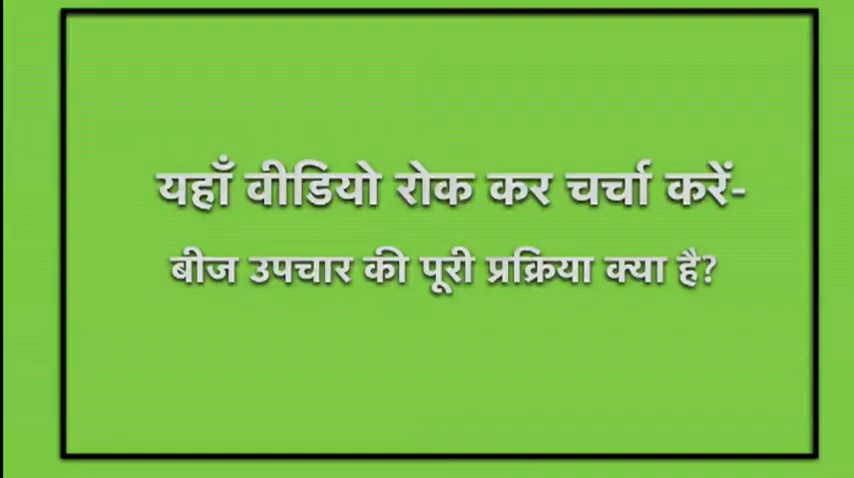 यहाँ वीडियो रोक कर चर्चा करें-
बीज उपचार की पूरी प्रक्रिया क्या है?